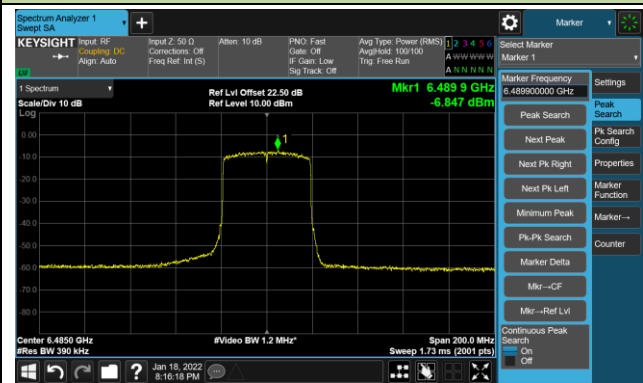 Spectrum Analyzer 1
Swept SA
+
Marker
KEYSIGHT
Input: RF
Coupling: DC
Align: Auto
Input Z: 50 Ω
Corrections: Off
Freq Ref: Int (S)
Atten: 10 dB
PNO: Fast
Gate: Off
IF Gain: Low
Sig Track: Off
Avg Type: Power (RMS)
Avg|Hold: 100/100
Trig: Free Run
1 2 3 4 5 6
A W W W W W
A N N N N N
LV
Select Marker
Marker 1
1 Spectrum
Scale/Div 10 dB
Log
Ref Lvl Offset 22.50 dB
Ref Level 10.00 dBm
Mkr1 6.489 9 GHz
-6.847 dBm
1
0.00
-10.0
-20.0
-30.0
-40.0
-50.0
-60.0
-70.0
-80.0
Center 6.4850 GHz
#Res BW 390 kHz
#Video BW 1.2 MHz*
Span 200.0 MHz
Sweep 1.73 ms (2001 pts)
Marker Frequency
6.489900000 GHz
Peak Search
Next Peak
Next Pk Right
Next Pk Left
Minimum Peak
Pk-Pk Search
Marker Delta
Mkr→CF
Mkr→Ref Lvl
Continuous Peak
Search
On
Off
Settings
Peak
Search
Pk Search
Config
Properties
Marker
Function
Marker→
Counter
?
Jan 18, 2022
8:16:18 PM